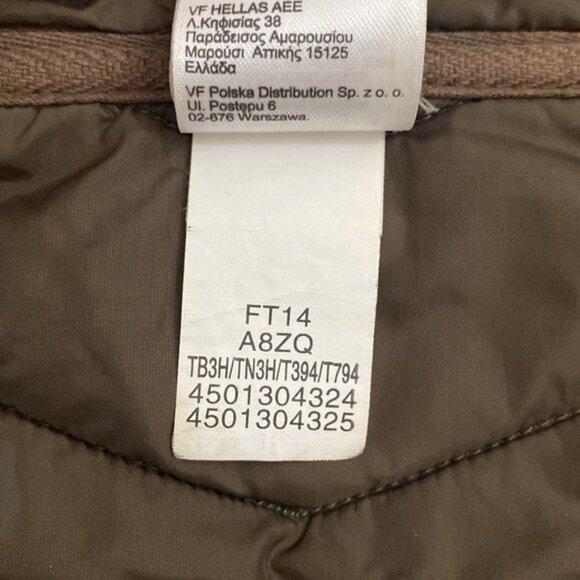 VF HELLAS AEE
Λ.Κηφισίας 38
Παράδεισος Αμαρουσίου
Μαρούσι Αττικής 15125
Ελλάδα
VF Polska Distribution Sp. z o. o.
Ul. Postępu 6
02-676 Warszawa.
FT14
A8ZQ
TB3H/TN3H/T394/T794
4501304324
4501304325